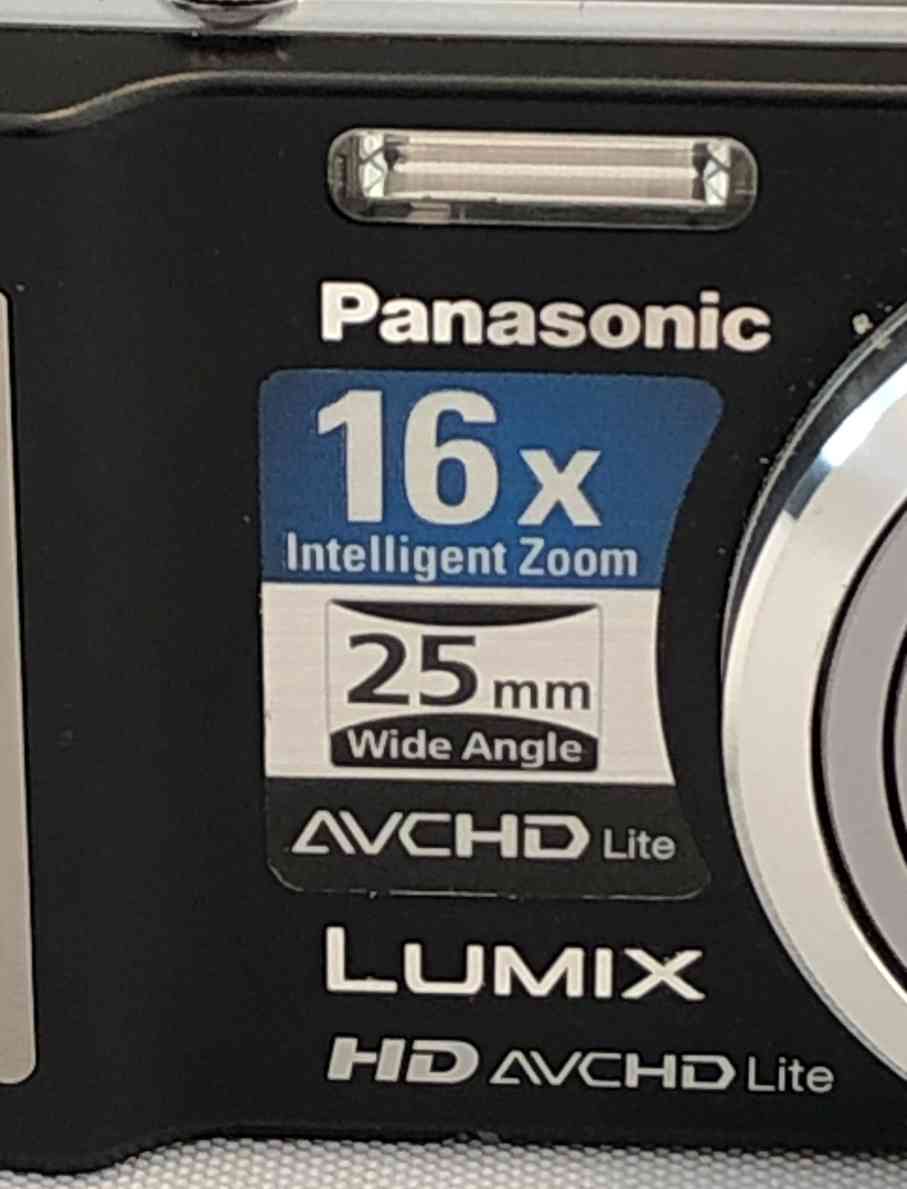 Panasonic
16x
Intelligent Zoom
25mm
Wide Angle
AVCHD Lite
LUMIX
HD AVCHD Lite